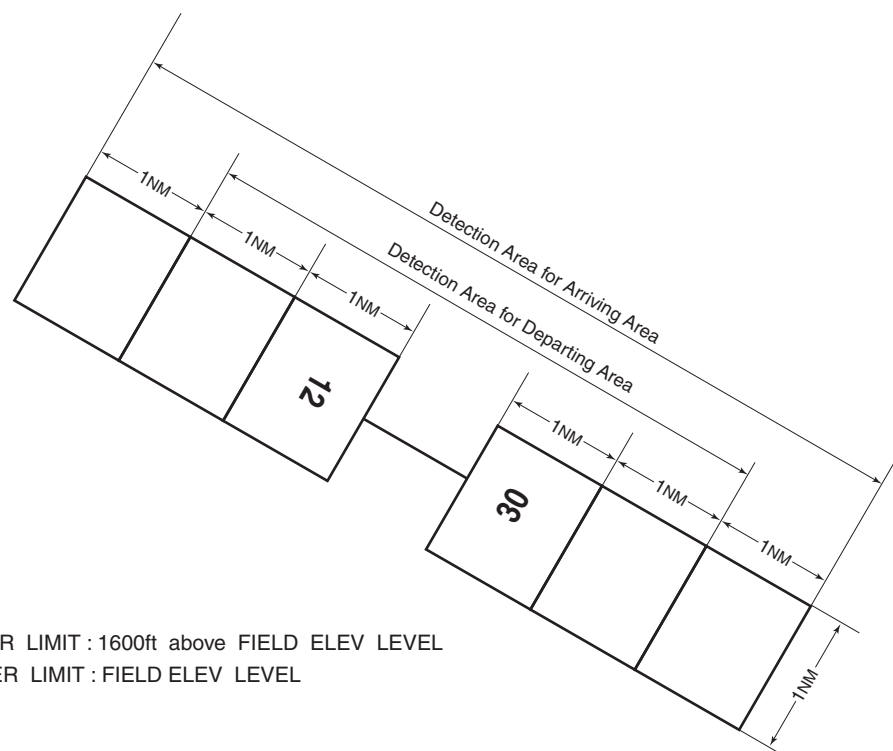 Detection Area for Arriving Area
Detection Area for Departing Area
1NM
1NM
1NM
12
30
1NM
1NM
1NM
1NM
LIMIT : 1600ft above FIELD ELEV LEVEL
LIMIT : FIELD ELEV LEVEL